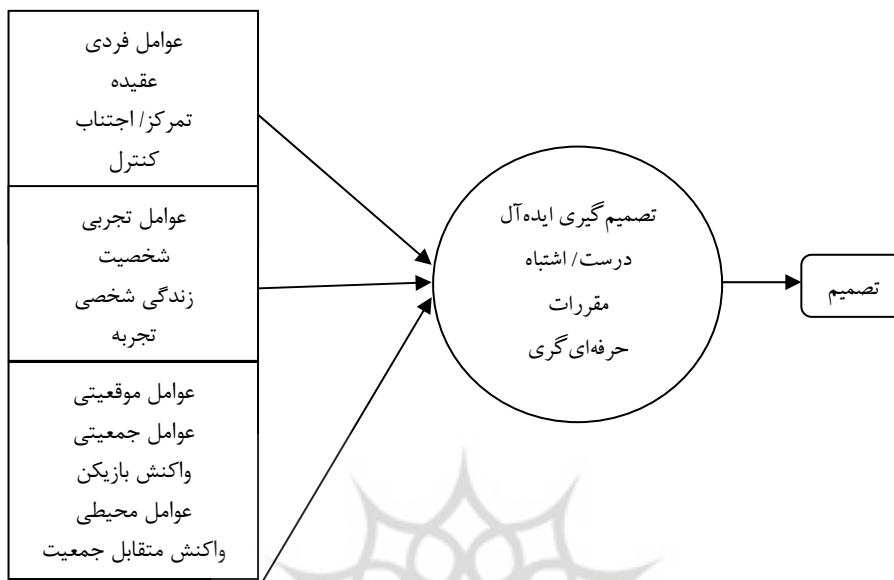 عوامل فردی
عقیده
تمرکز/ اجتناب
کنترل
عوامل تجربی
شخصیت
زندگی شخصی
تجربه
عوامل موقعیتی
عوامل جمعیتی
واکنش بازیکن
عوامل محیطی
واکنش متقابل جمعیت
تصمیم‌گیری ایده‌آل
درست/ اشتباه
مقررات
حرفه‌ای‌گری
تصمیم